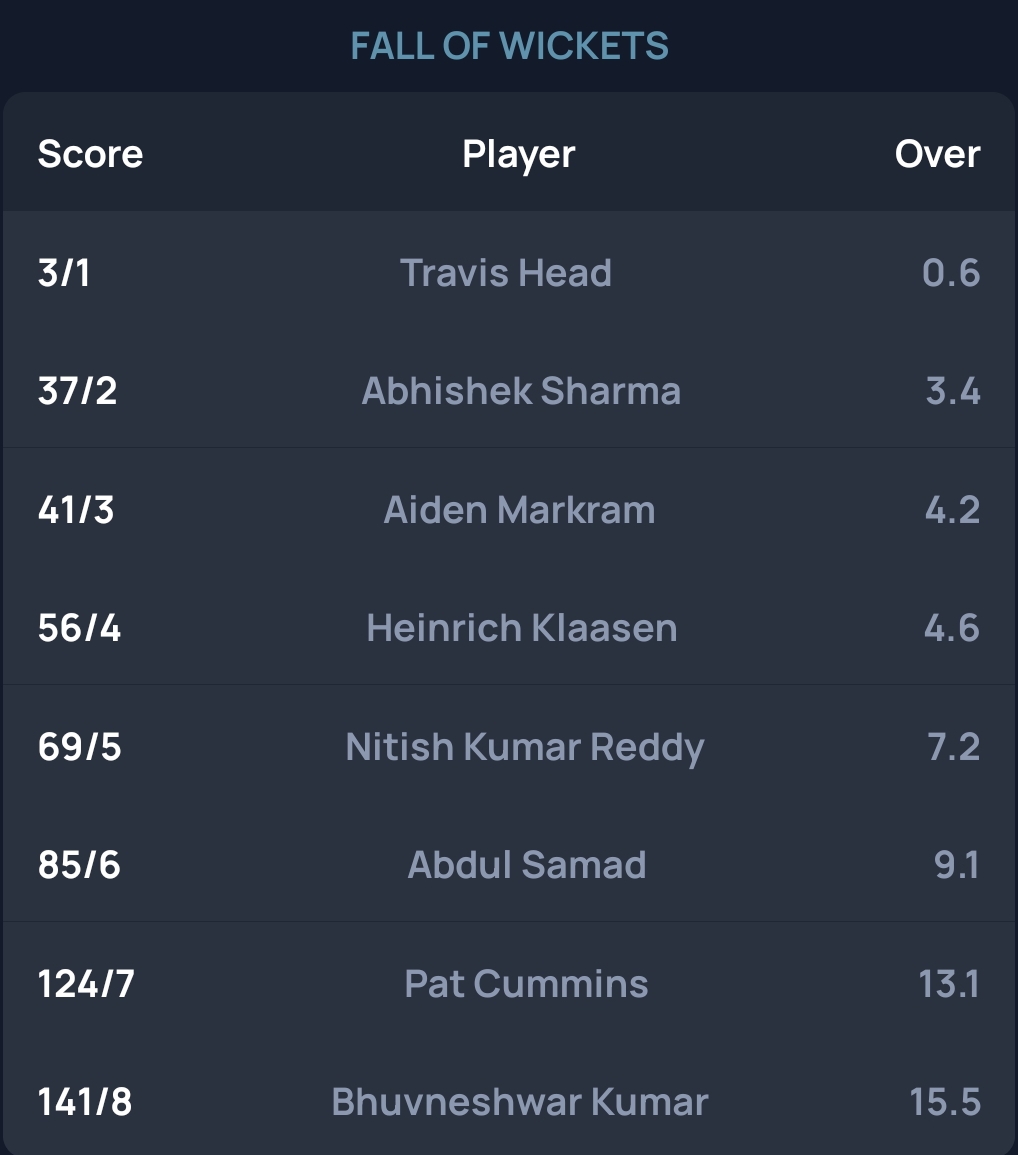 FALL OF WICKETS
Score Player Over
3/1 Travis Head 0.6
37/2 Abhishek Sharma 3.4
41/3 Aiden Markram 4.2
56/4 Heinrich Klaasen 4.6
69/5 Nitish Kumar Reddy 7.2
85/6 Abdul Samad 9.1
124/7 Pat Cummins 13.1
141/8 Bhuvneshwar Kumar 15.5